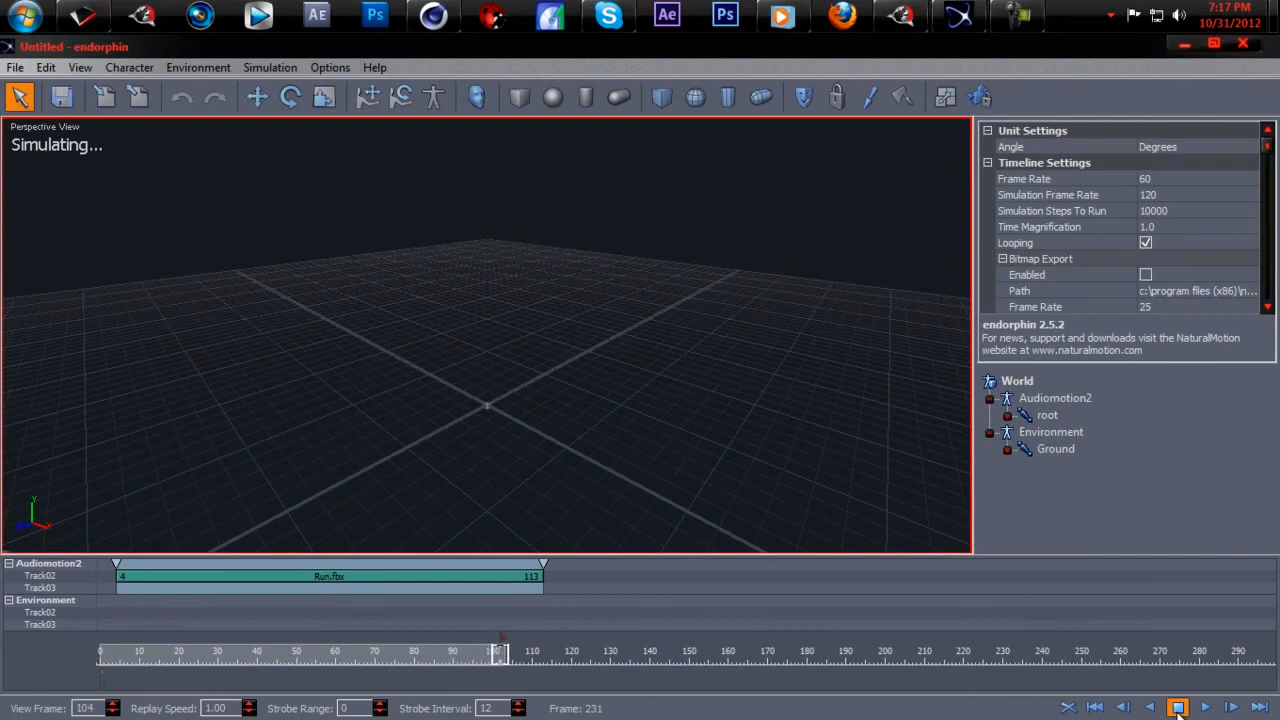 AE
Ps
Ae
Ps
7:17 PM
10/31/2012
Untitled - endorphin
File Edit View Character Environment Simulation Options Help
Perspective View
Simulating...
Unit Settings
Angle Degrees
Timeline Settings
Frame Rate 60
Simulation Frame Rate 120
Simulation Steps To Run 10000
Time Magnification 1.0
Looping
Bitmap Export
Enabled
Path c:\program files (x86)\n...
Frame Rate 25
endorphin 2.5.2
For news, support and downloads visit the NaturalMotion
website at www.naturalmotion.com
World
Audiomotion2
root
Environment
Ground
Y
X
Audiomotion2
Track02 4 Run.fbx 113
Track03
Environment
Track02
Track03
0 10 20 30 40 50 60 70 80 90 100 110 120 130 140 150 160 170 180 190 200 210 220 230 240 250 260 270 280 290
View Frame: 104 Replay Speed: 1.00 Strobe Range: 0 Strobe Interval: 12 Frame: 231